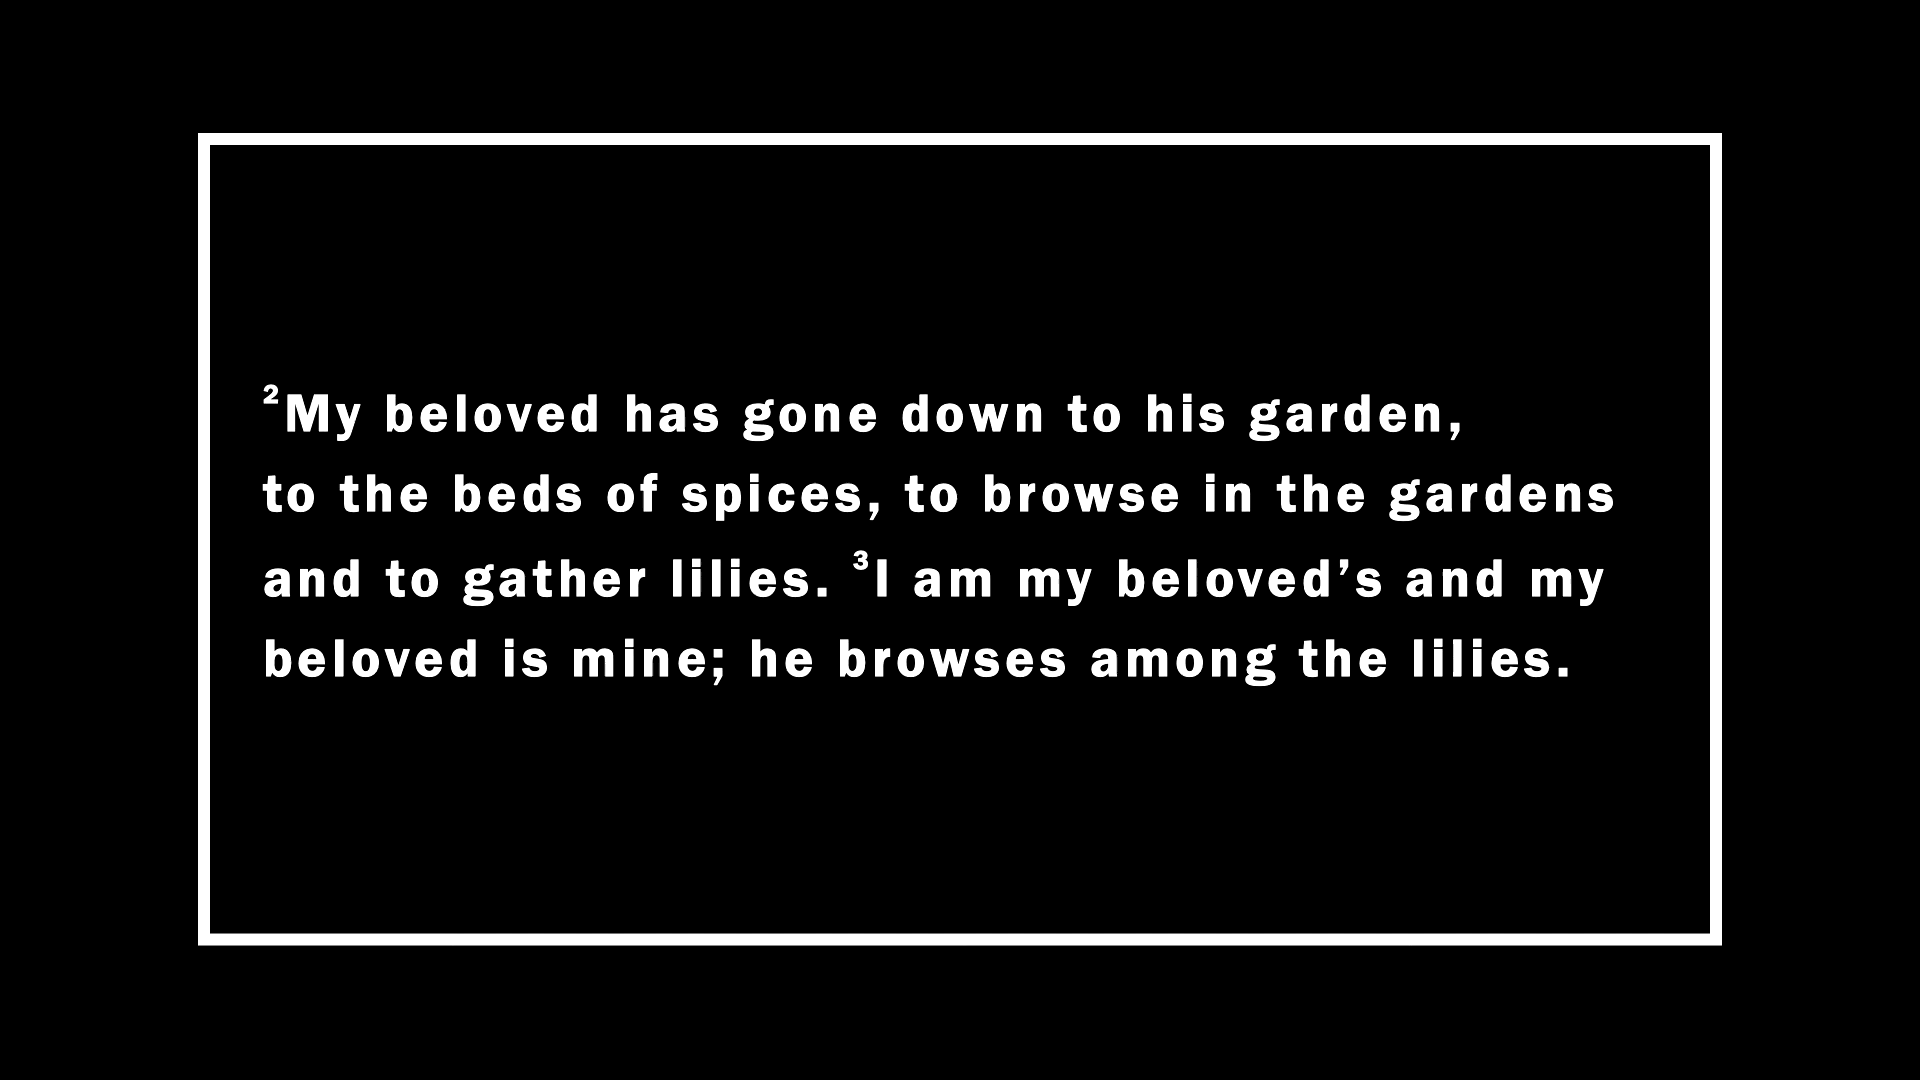 ²My beloved has gone down to his garden,
to the beds of spices, to browse in the gardens
and to gather lilies. ³I am my beloved’s and my
beloved is mine; he browses among the lilies.